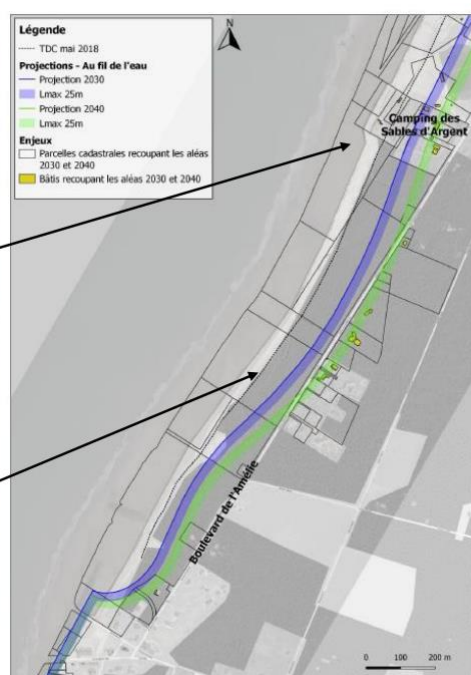 Légende
TDC mai 2018
Projections - Au fil de l'eau
Projection 2030
Lmax 25m
Projection 2040
Lmax 25m
Enjeux
Parcelles cadastrales recoupant les aléas
2030 et 2040
Bâtis recoupant les aléas 2030 et 2040
N
Camping des
Sables d'Argent
Boulevard de l'Amélie
0 100 200 m